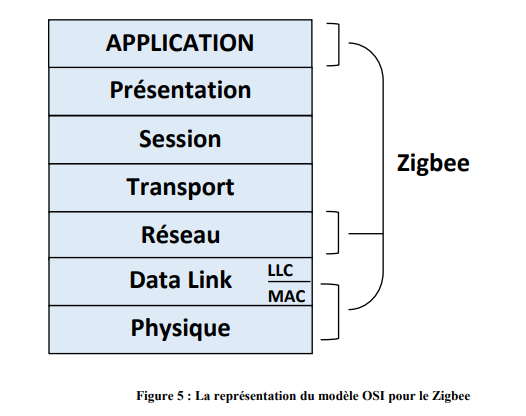 APPLICATION
Présentation
Session
Transport
Réseau
Data Link
LLC
MAC
Physique
Zigbee
Figure 5 : La représentation du modèle OSI pour le Zigbee